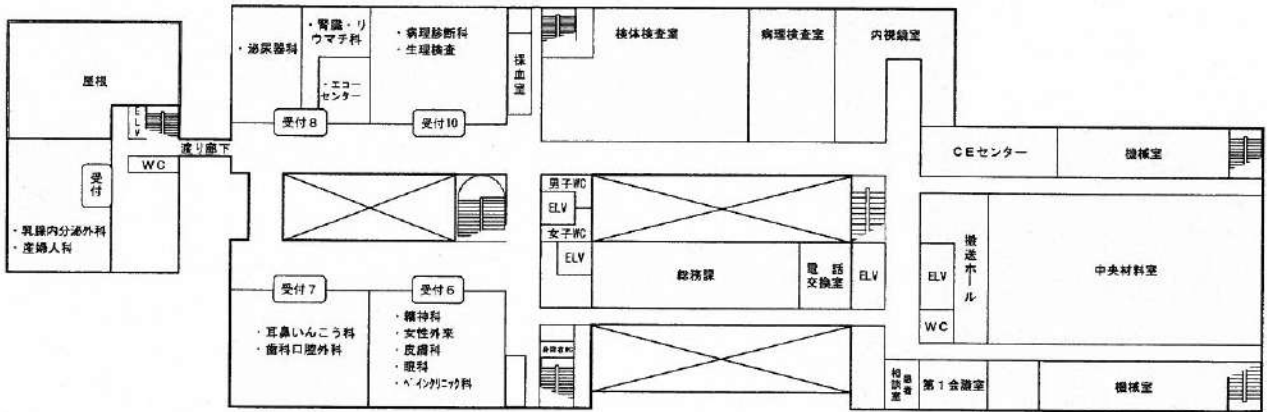 ・泌尿器科
・腎臓・リ
ウマチ科
・エコー
センター
・病理診断科
・生理検査
採血室
検体検査室
病理検査室
内視鏡室
屋根
ELV
渡り廊下
WC
受付
・乳腺内分泌外科
・産婦人科
受付8
受付10
CEセンター
機械室
男子WC
ELV
女子WC
ELV
総務課
電話
交換室
ELV
ELV
WC
搬送ホール
中央材料室
受付7
受付6
・耳鼻いんこう科
・歯科口腔外科
・精神科
・女性外来
・皮膚科
・眼科
・ペインクリニック科
身障者WC
患者
相談室
第1会議室
機械室